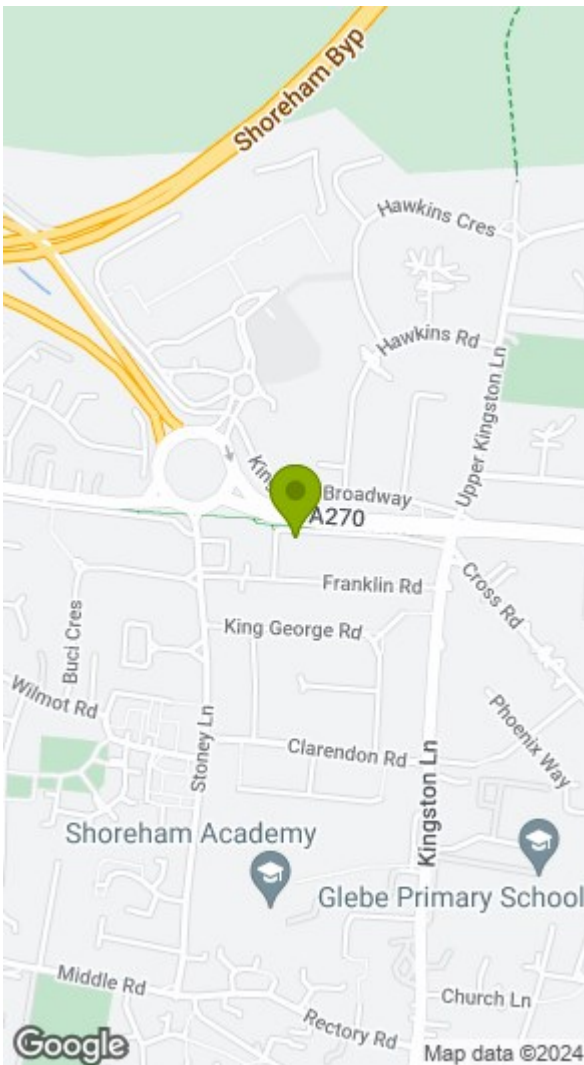 Shoreham Byp
Hawkins Cres
Hawkins Rd
Upper Kingston Ln
King
Broadway
A270
Franklin Rd
Cross Rd
King George Rd
Buci Cres
Wilmot Rd
Stoney Ln
Clarendon Rd
Phoenix Way
Kingston Ln
Shoreham Academy
Glebe Primary School
Middle Rd
Church Ln
Rectory Rd
Google
Map data ©2024